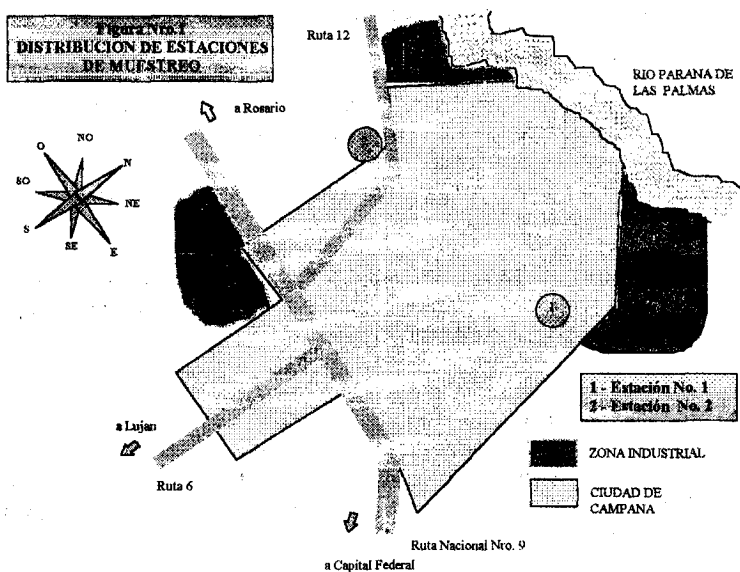 Figura Nro.1
DISTRIBUCION DE ESTACIONES
DE MUESTREO
Ruta 12
RIO PARANA DE
LAS PALMAS
a Rosario
NO
O
N
SO
NE
S
SE
E
1
1 - Estación No. 1
2 - Estación No. 2
a Lujan
ZONA INDUSTRIAL
Ruta 6
CIUDAD DE
CAMPANA
Ruta Nacional Nro. 9
a Capital Federal